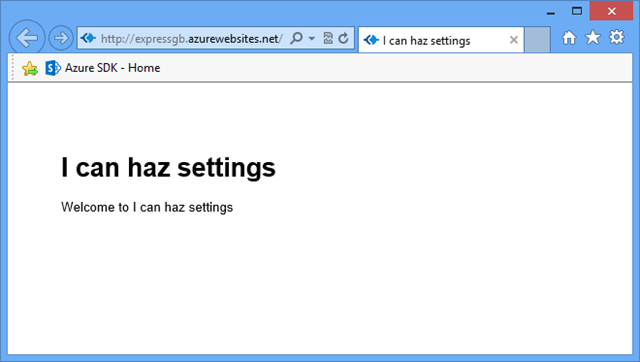 http://expressgb.azurewebsites.net/
I can haz settings
Azure SDK - Home
I can haz settings
Welcome to I can haz settings